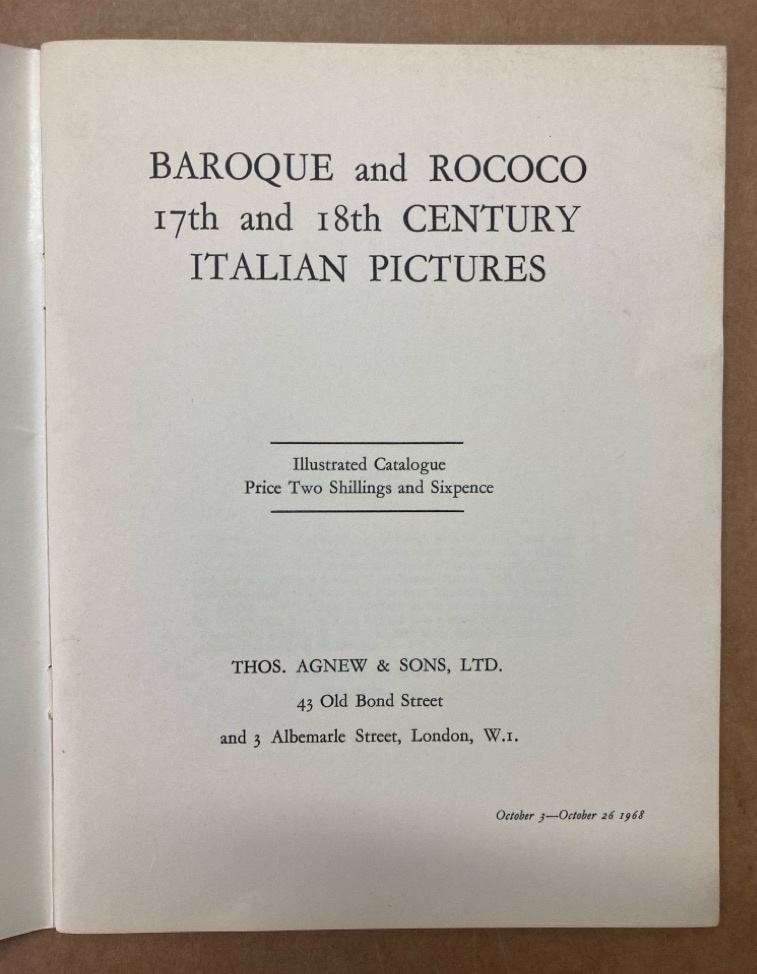 BAROQUE and ROCOCO
17th and 18th CENTURY
ITALIAN PICTURES
Illustrated Catalogue
Price Two Shillings and Sixpence
THOS. AGNEW & SONS, LTD.
43 Old Bond Street
and 3 Albemarle Street, London, W.1.
October 3—October 26 1968